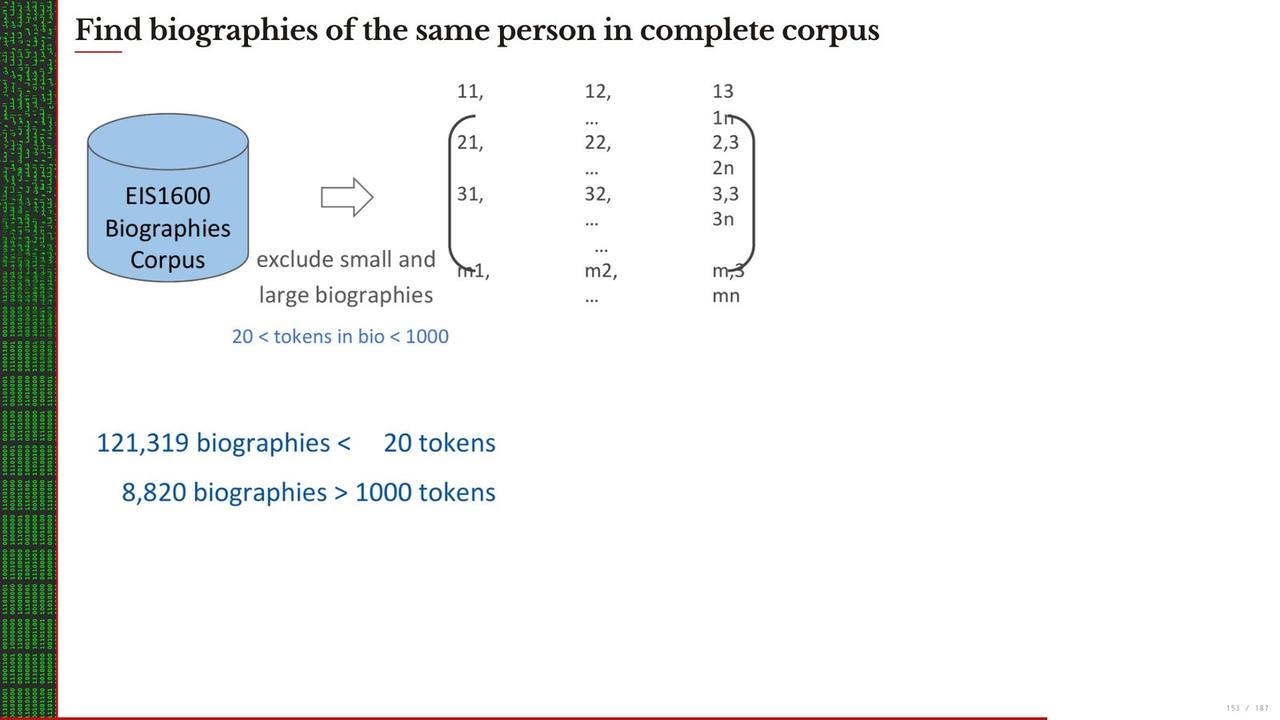 Find biographies of the same person in complete corpus
EIS1600
Biographies
Corpus
exclude small and
large biographies
20 < tokens in bio < 1000
11, 12, 13
... 1n
21, 22, 2,3
... 2n
31, 32, 3,3
... 3n
...
m1, m2, m,3
... mn
121,319 biographies < 20 tokens
8,820 biographies > 1000 tokens
153 / 187